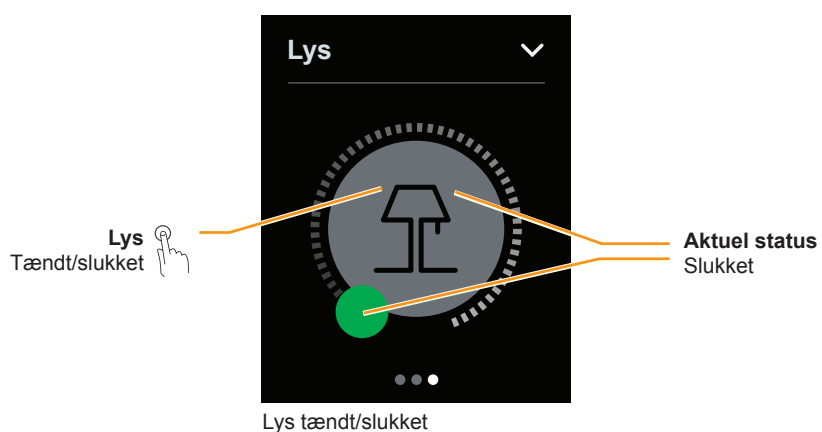 Lys
Lys
Tændt/slukket
Aktuel status
Slukket
Lys tændt/slukket